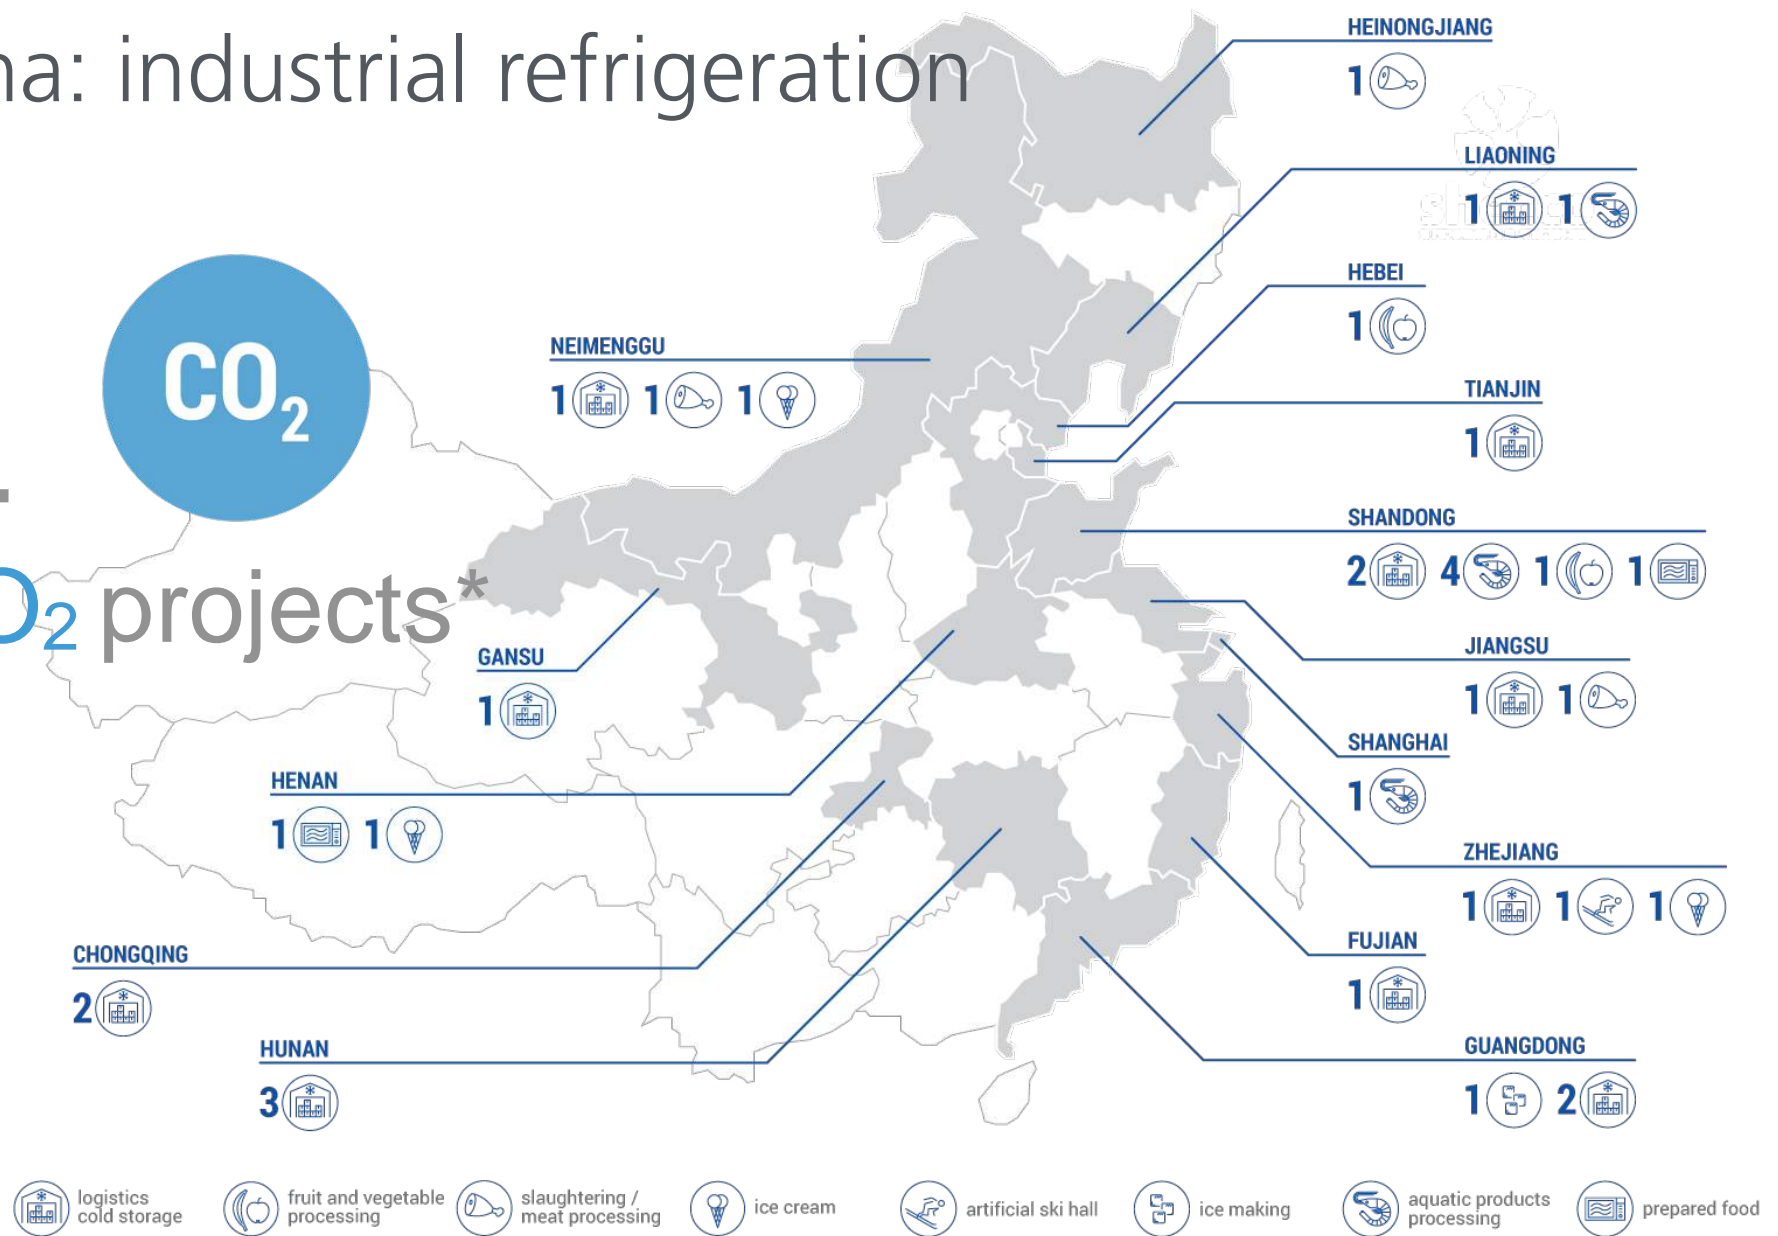 na: industrial refrigeration
HEINONGJIANG
1
LIAONING
1 1
HEBEI
1
NEIMENGGU
1 1 1
TIANJIN
1
CO2
SHANDONG
2 4 1 1
O2 projects*
JIANGSU
1 1
GANSU
1
SHANGHAI
1
HENAN
1 1
ZHEJIANG
1 1 1
CHONGQING
2
FUJIAN
1
HUNAN
3
GUANGDONG
1 2
logistics
cold storage
fruit and vegetable
processing
slaughtering /
meat processing
ice cream
artificial ski hall
ice making
aquatic products
processing
prepared food